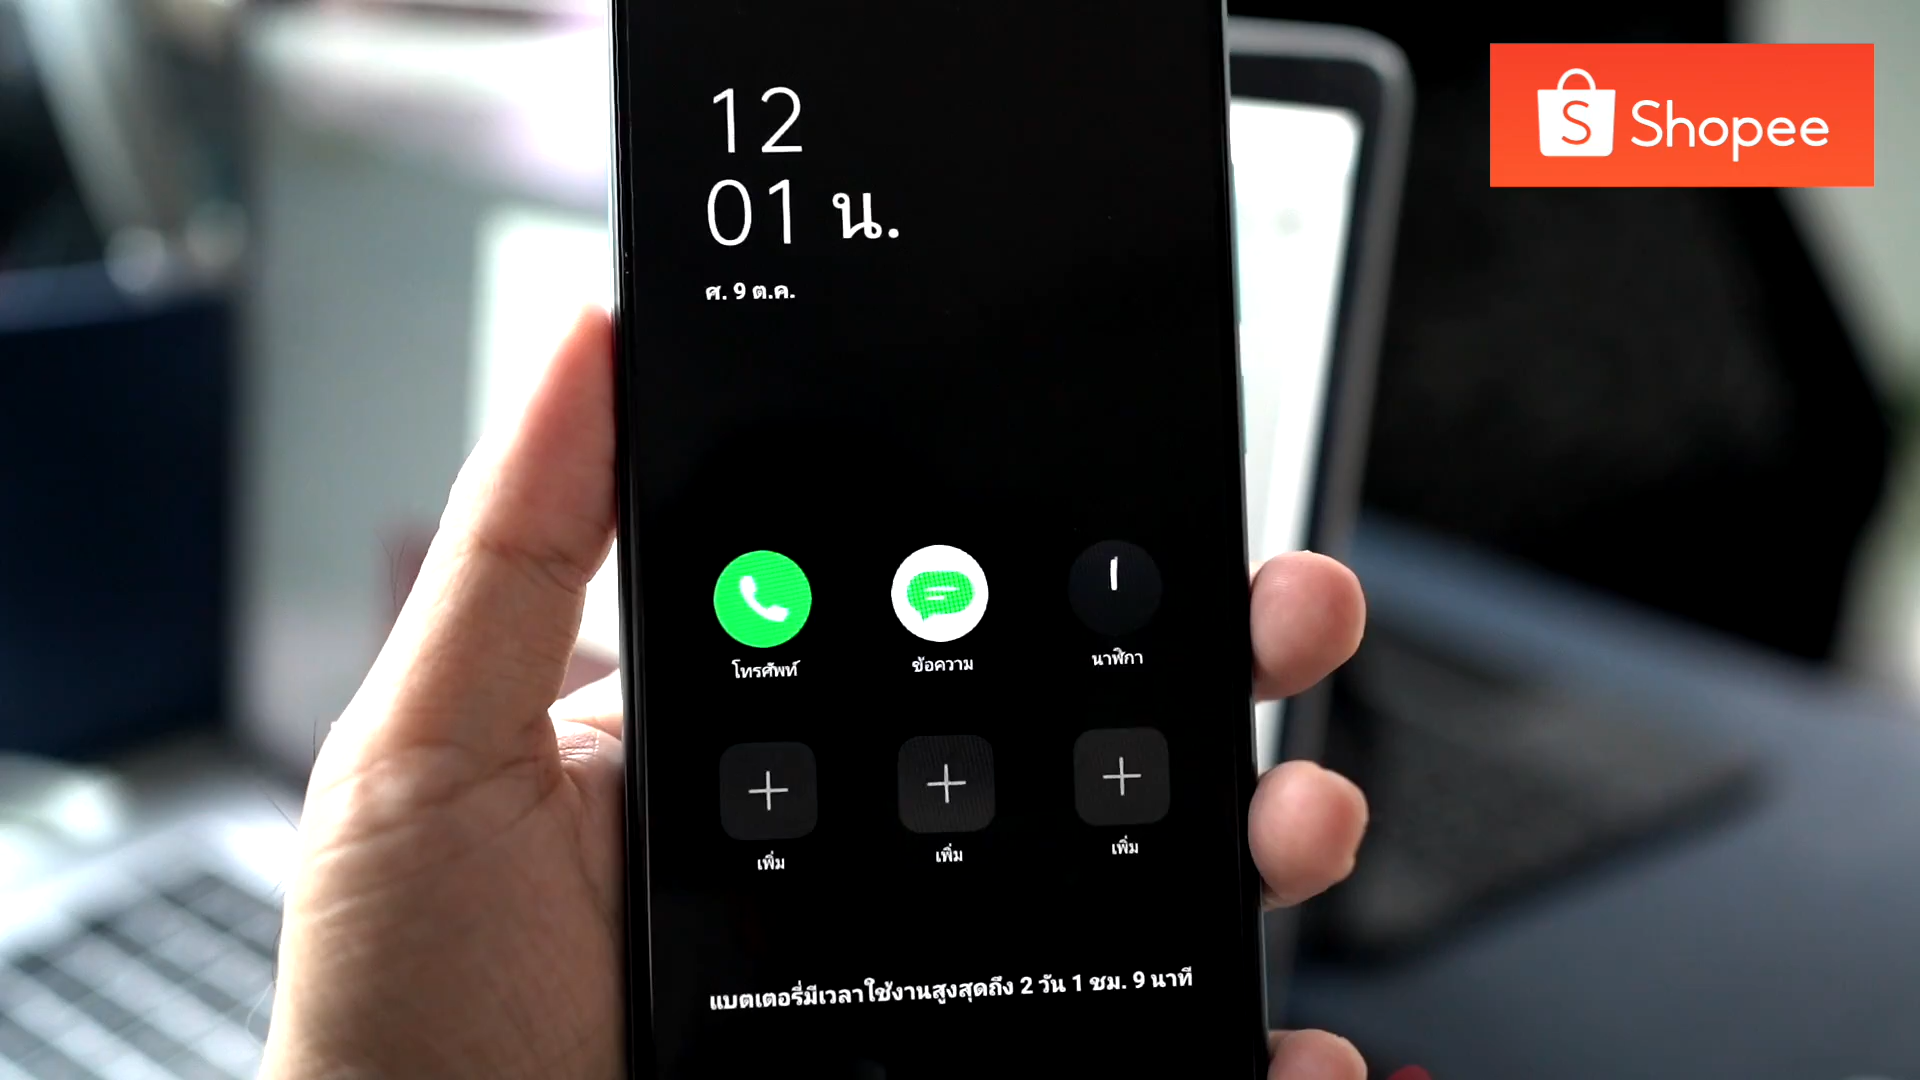 12
01 น.
ศ. 9 ต.ค.
S Shopee
โทรศัพท์ ข้อความ นาฬิกา
เพิ่ม เพิ่ม เพิ่ม
แบตเตอรี่มีเวลาใช้งานสูงสุดถึง 2 วัน 1 ชม. 9 นาที